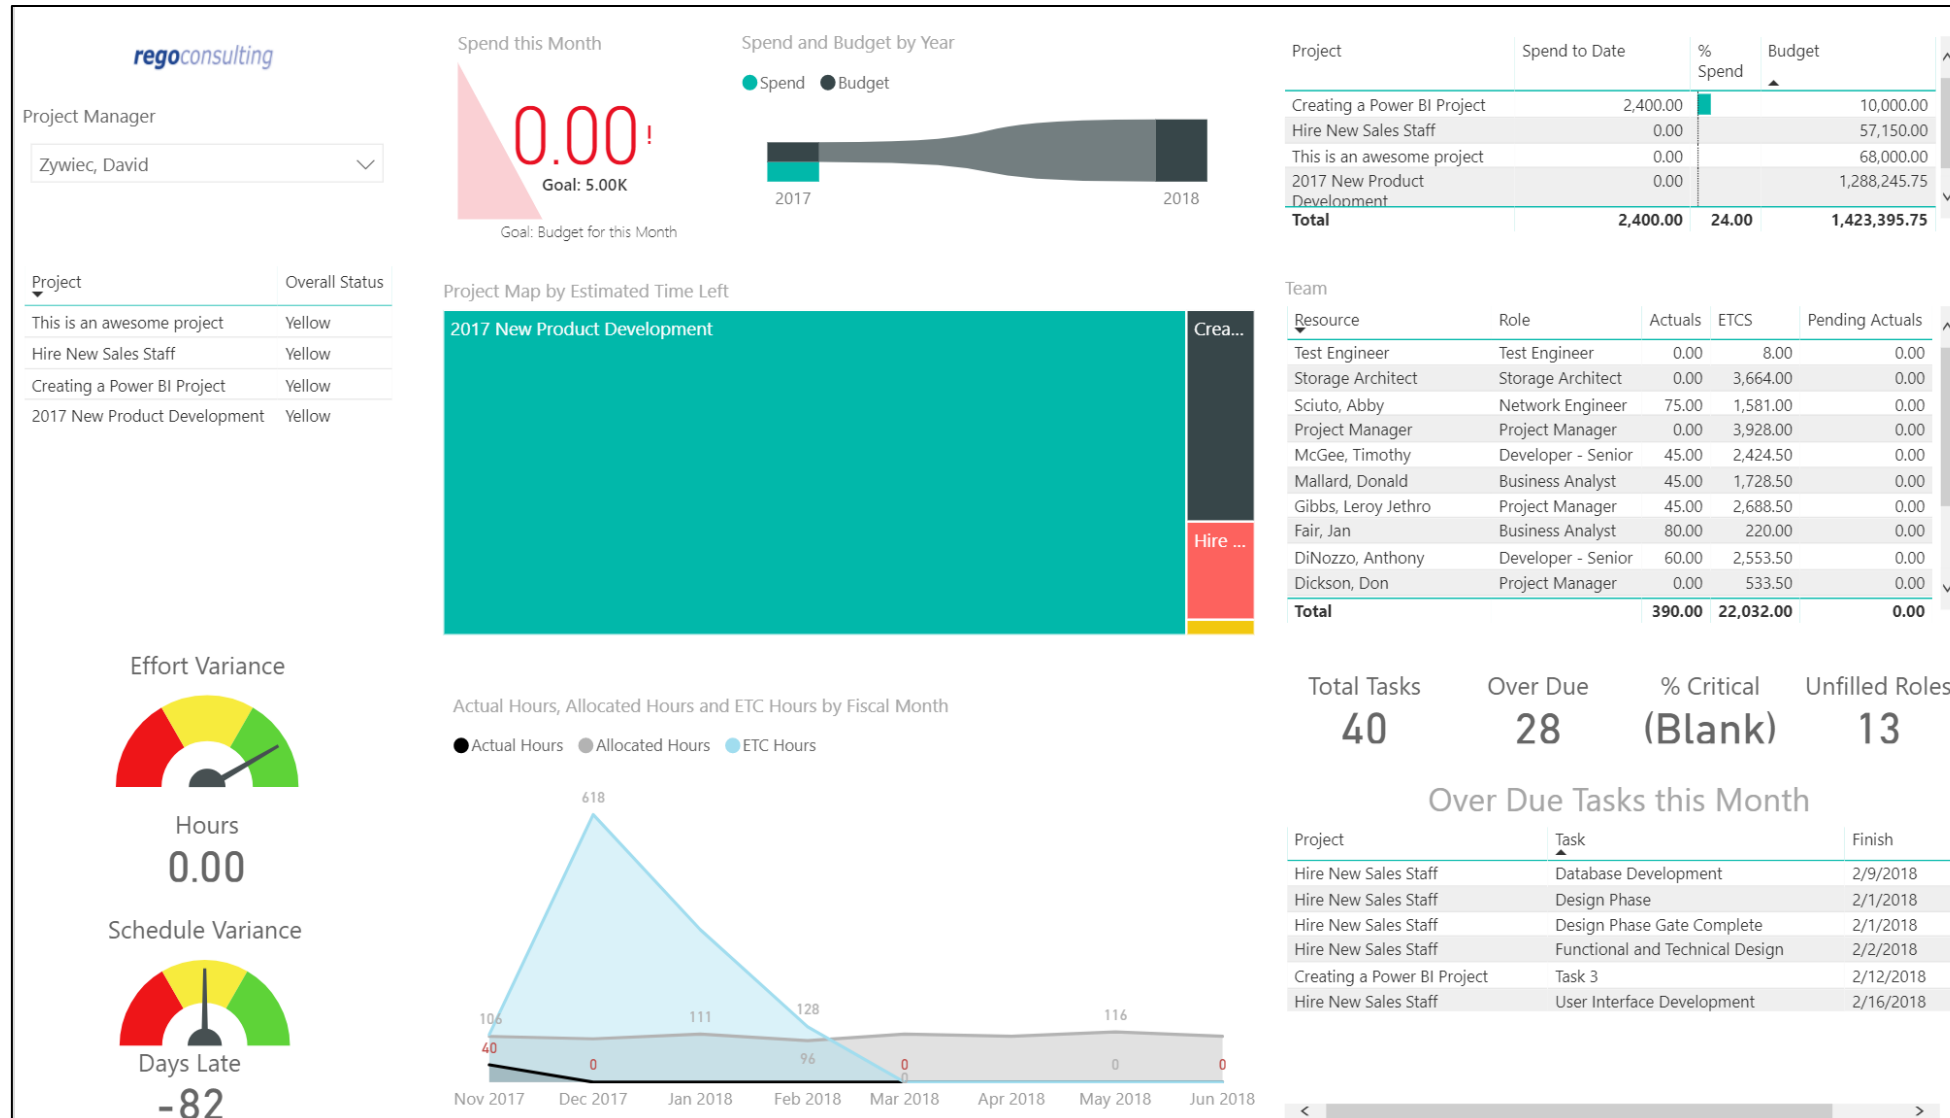 regoconsulting
Project Manager
Zywiec, David
Spend this Month
0.00!
Goal: 5.00K
Goal: Budget for this Month
Spend and Budget by Year
Spend Budget
2017 2018
Project Spend to Date % Spend Budget
Creating a Power BI Project 2,400.00 10,000.00
Hire New Sales Staff 0.00 57,150.00
This is an awesome project 0.00 68,000.00
2017 New Product Development 0.00 1,288,245.75
Total 2,400.00 24.00 1,423,395.75
Project Overall Status
This is an awesome project Yellow
Hire New Sales Staff Yellow
Creating a Power BI Project Yellow
2017 New Product Development Yellow
Project Map by Estimated Time Left
2017 New Product Development Crea...
Hire ...
Team
Resource Role Actuals ETCS Pending Actuals
Test Engineer Test Engineer 0.00 8.00 0.00
Storage Architect Storage Architect 0.00 3,664.00 0.00
Sciuto, Abby Network Engineer 75.00 1,581.00 0.00
Project Manager Project Manager 0.00 3,928.00 0.00
McGee, Timothy Developer - Senior 45.00 2,424.50 0.00
Mallard, Donald Business Analyst 45.00 1,728.50 0.00
Gibbs, Leroy Jethro Project Manager 45.00 2,688.50 0.00
Fair, Jan Business Analyst 80.00 220.00 0.00
DiNozzo, Anthony Developer - Senior 60.00 2,553.50 0.00
Dickson, Don Project Manager 0.00 533.50 0.00
Total 390.00 22,032.00 0.00
Effort Variance
Hours
0.00
Schedule Variance
Days Late
-82
Actual Hours, Allocated Hours and ETC Hours by Fiscal Month
Actual Hours Allocated Hours ETC Hours
618
106 111 128 116
40 0 96 0 0 0 0
Nov 2017 Dec 2017 Jan 2018 Feb 2018 Mar 2018 Apr 2018 May 2018 Jun 2018
Total Tasks Over Due % Critical Unfilled Roles
40 28 (Blank) 13
Over Due Tasks this Month
Project Task Finish
Hire New Sales Staff Database Development 2/9/2018
Hire New Sales Staff Design Phase 2/1/2018
Hire New Sales Staff Design Phase Gate Complete 2/1/2018
Hire New Sales Staff Functional and Technical Design 2/2/2018
Creating a Power BI Project Task 3 2/12/2018
Hire New Sales Staff User Interface Development 2/16/2018